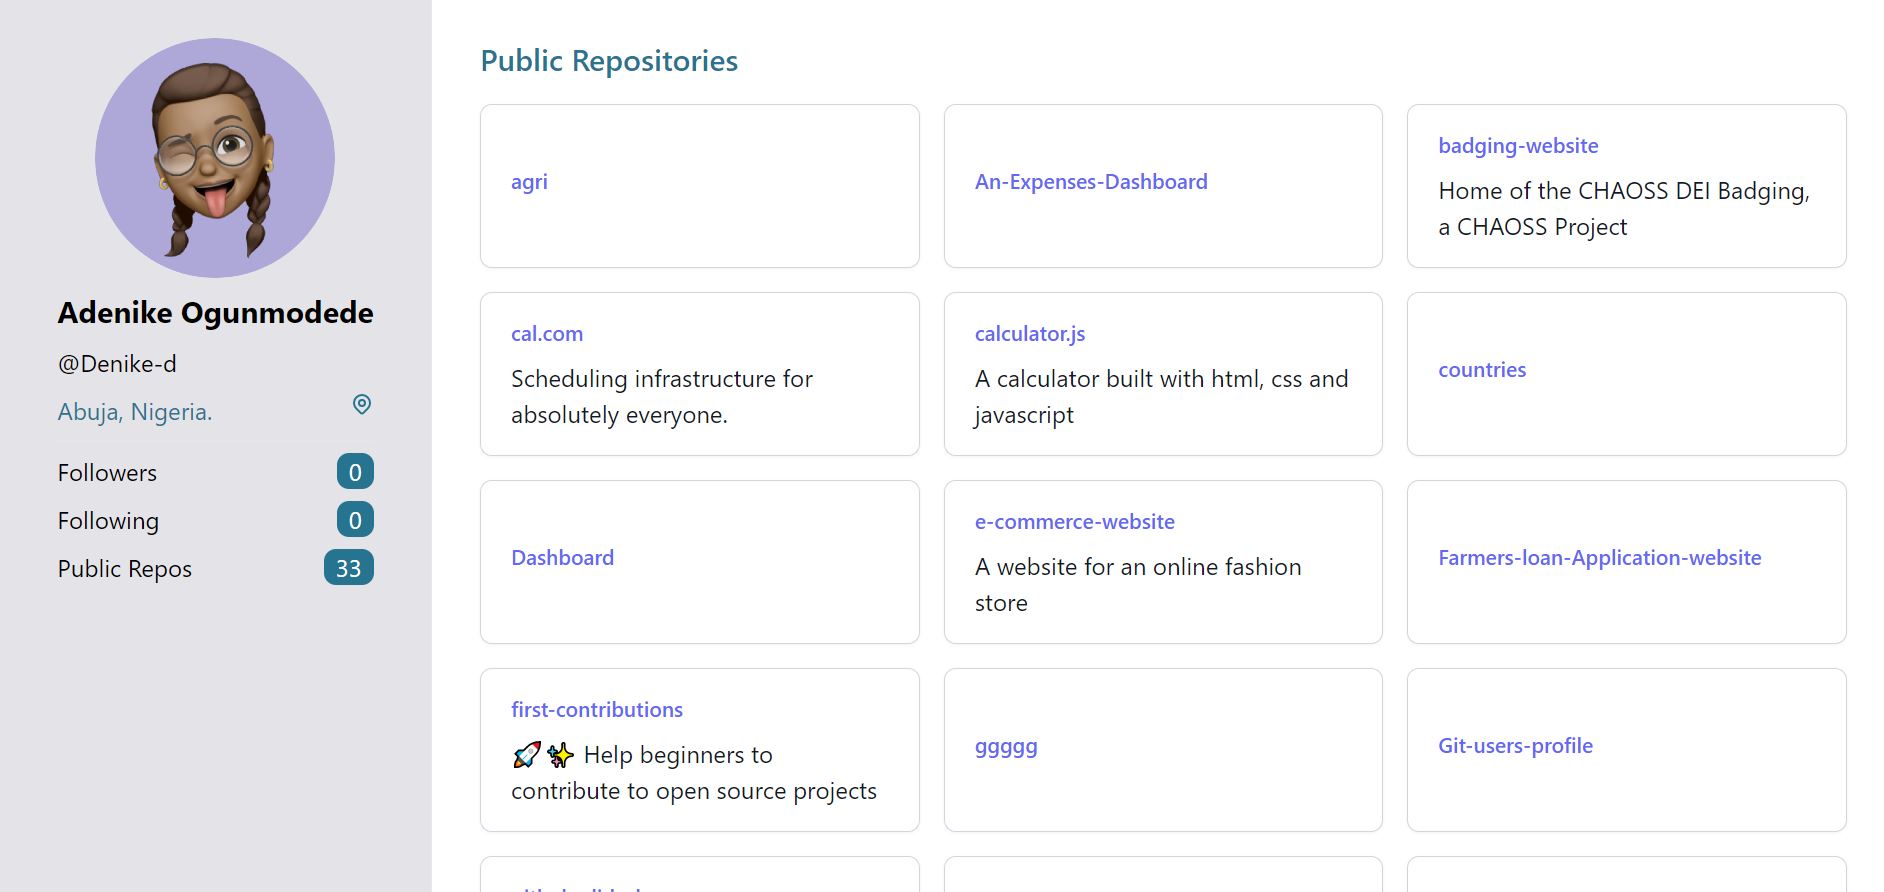 Adenike Ogunmodede
@Denike-d
Abuja, Nigeria.
Followers 0
Following 0
Public Repos 33
Public Repositories
agri
An-Expenses-Dashboard
badging-website
Home of the CHAOSS DEI Badging,
a CHAOSS Project
cal.com
Scheduling infrastructure for
absolutely everyone.
calculator.js
A calculator built with html, css and
javascript
countries
Dashboard
e-commerce-website
A website for an online fashion
store
Farmers-loan-Application-website
first-contributions
🚀✨ Help beginners to
contribute to open source projects
ggggg
Git-users-profile